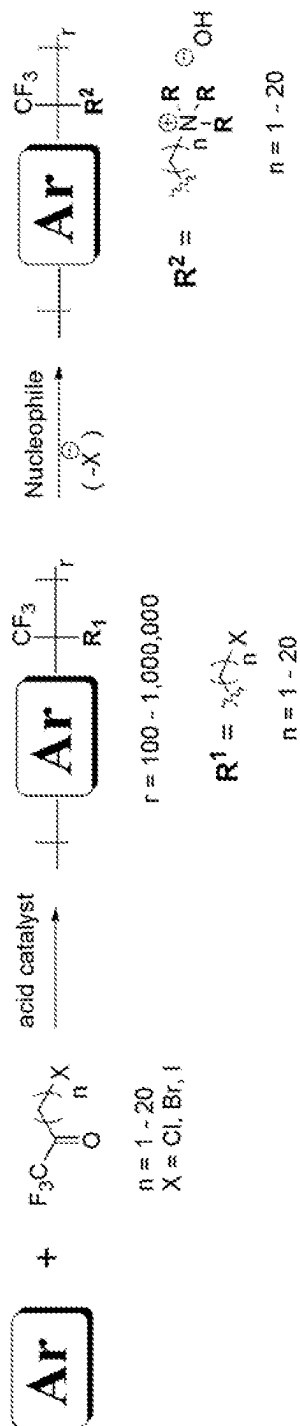 Ar
+
F₃C
O
n
X
n = 1 ~ 20
X = Cl, Br, I
acid catalyst
Ar
CF₃
R₁
r
r = 100 ~ 1,000,000
R¹ =
n
X
n = 1 ~ 20
Nucleophile
( -X⊖ )
Ar
CF₃
R²
r
R² =
n
N⊕
R
R
R
⊖OH
n = 1 ~ 20